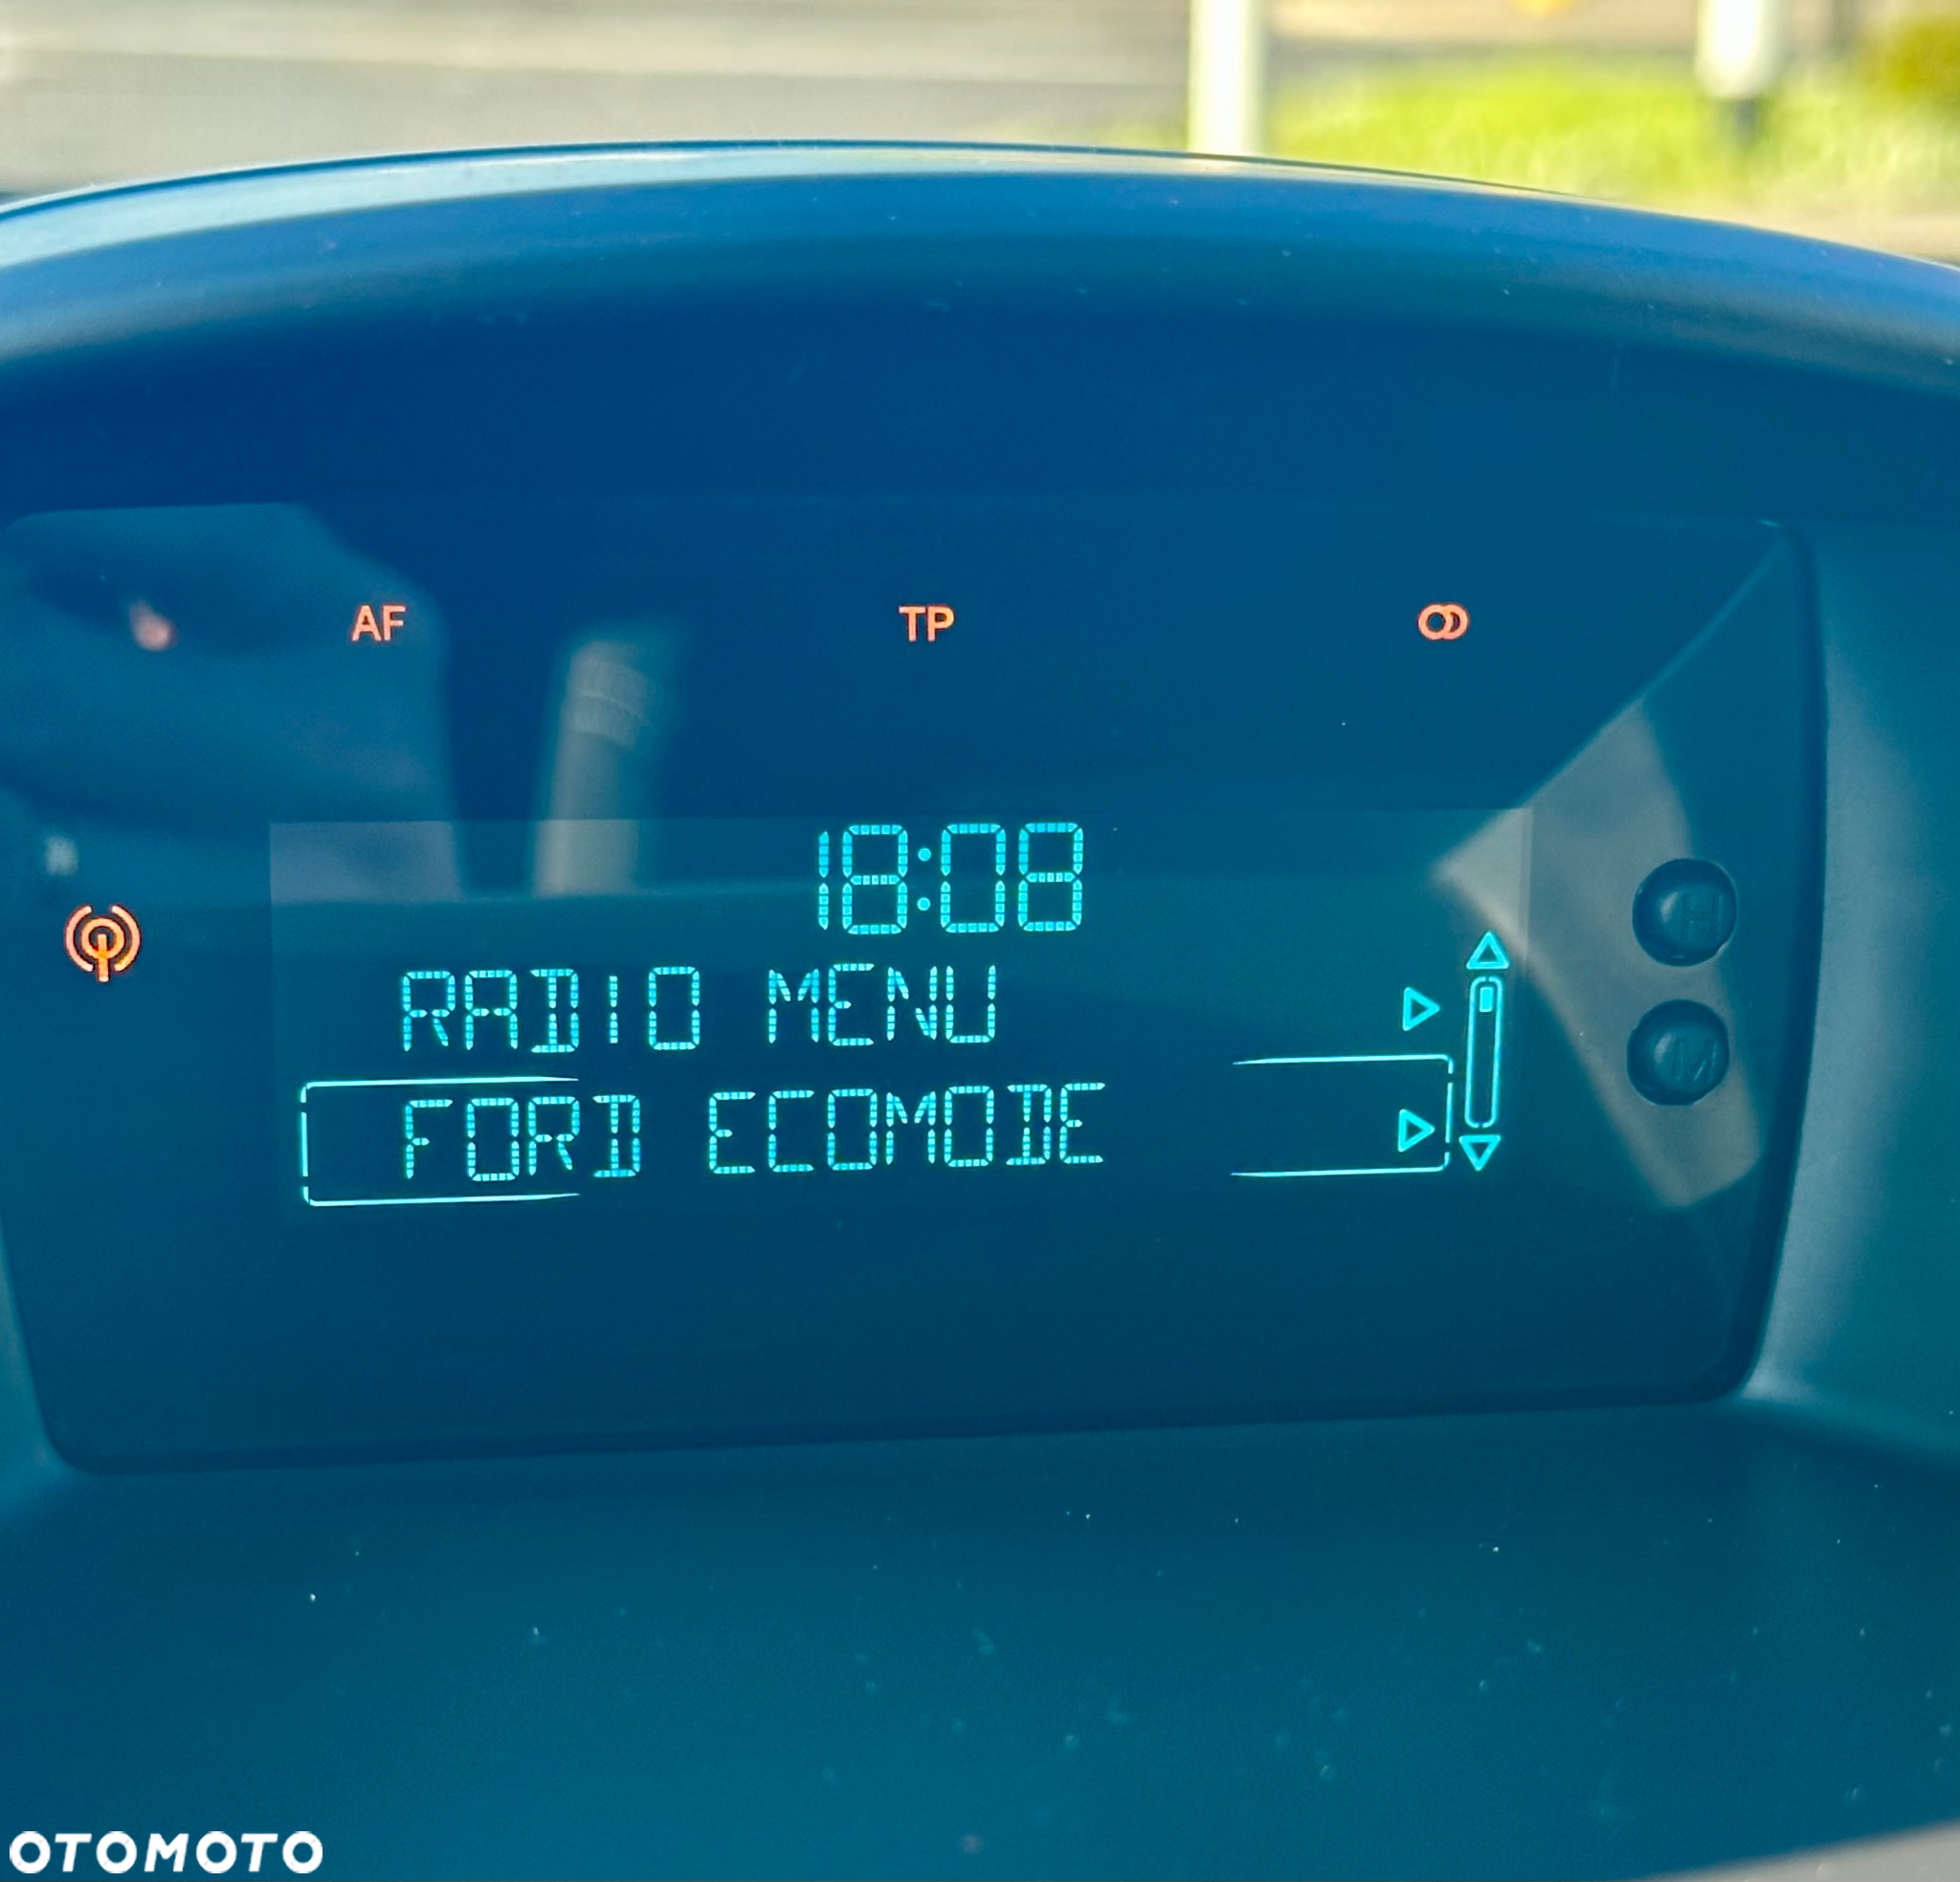 AF TP
18:08
H
RADIO MENU
M
FORD ECOMODE
OTOMOTO